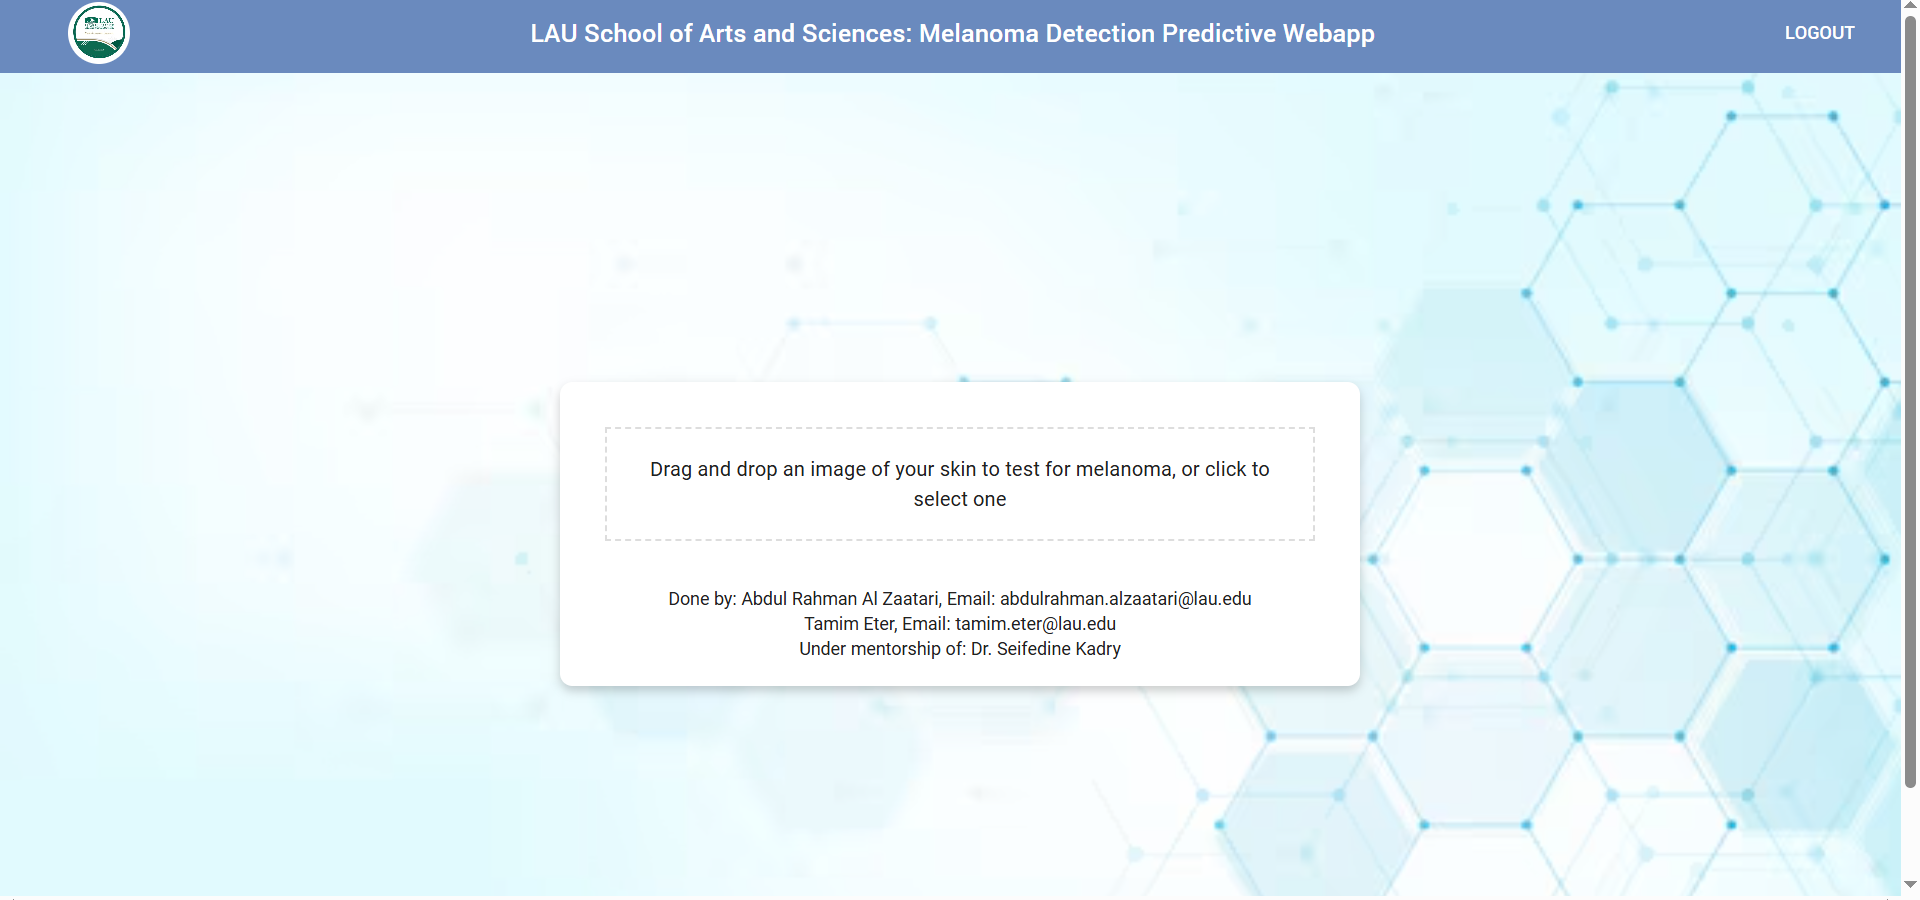 LAU
LAU School of Arts and Sciences: Melanoma Detection Predictive Webapp
LOGOUT
Drag and drop an image of your skin to test for melanoma, or click to
select one
Done by: Abdul Rahman Al Zaatari, Email: abdulrahman.alzaatari@lau.edu
Tamim Eter, Email: tamim.eter@lau.edu
Under mentorship of: Dr. Seifedine Kadry